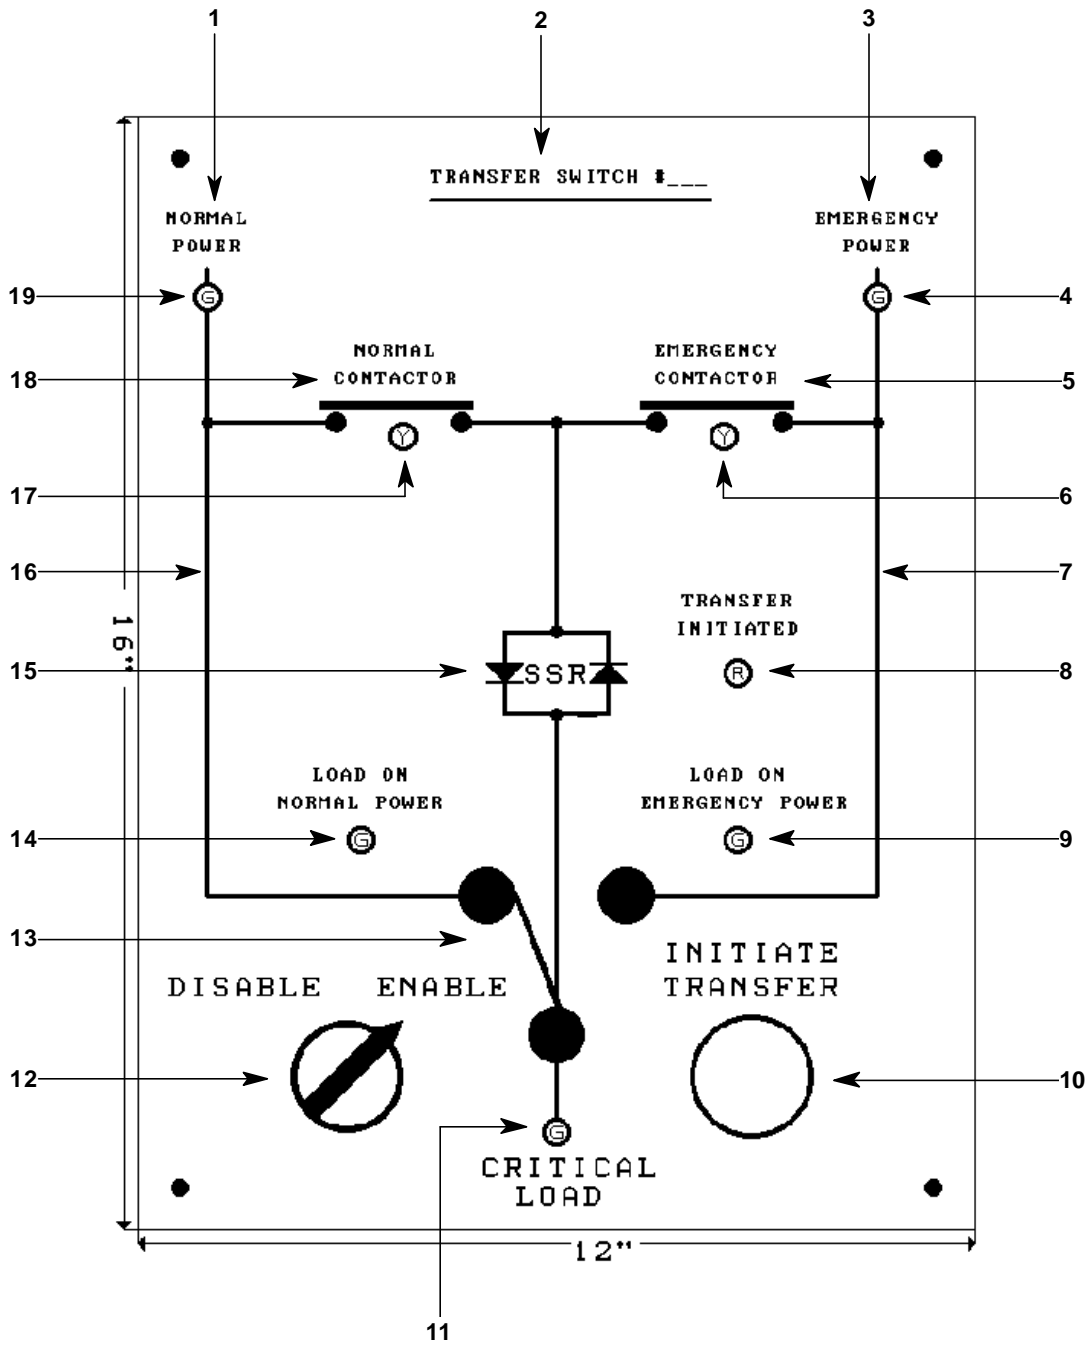 1
2
3
TRANSFER SWITCH #___
NORMAL
POWER
EMERGENCY
POWER
19
G
G
4
NORMAL
CONTACTOR
EMERGENCY
CONTACTOR
18
5
Y
Y
17
6
16
7
TRANSFER
INITIATED
16"
15
SSR
R
8
LOAD ON
NORMAL POWER
LOAD ON
EMERGENCY POWER
14
G
G
9
13
INITIATE
TRANSFER
DISABLE
ENABLE
12
10
G
CRITICAL
LOAD
12"
11